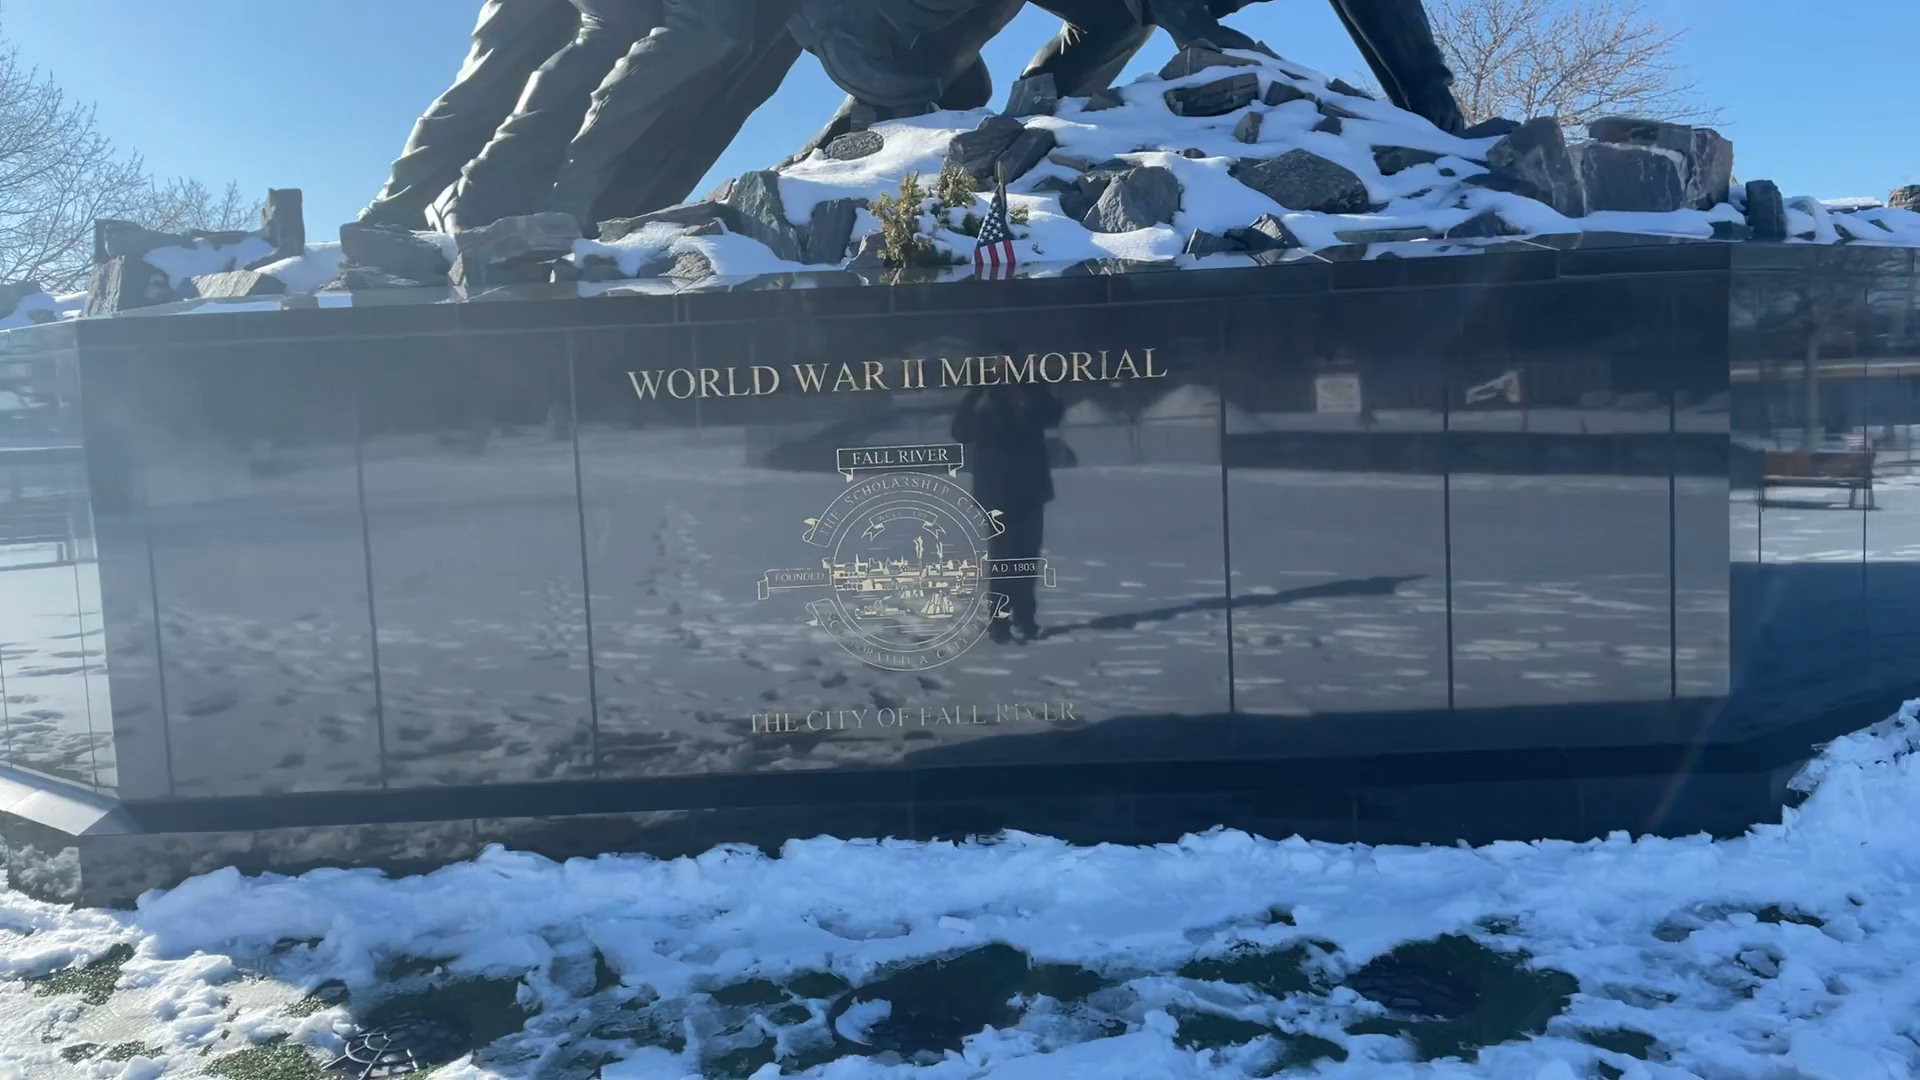 WORLD WAR II MEMORIAL
FALL RIVER
THE SCHOLARSHIP CITY
FOUNDED
A.D. 1803
THE CITY OF FALL RIVER